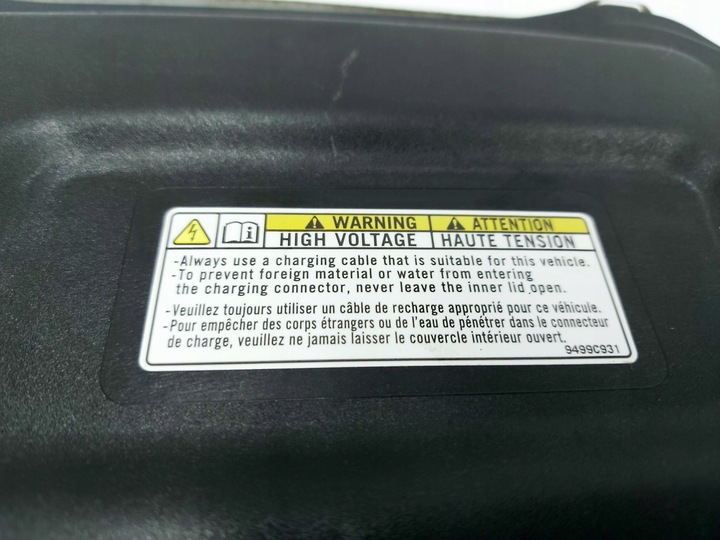 WARNING ATTENTION
HIGH VOLTAGE HAUTE TENSION
-Always use a charging cable that is suitable for this vehicle.
-To prevent foreign material or water from entering
the charging connector, never leave the inner lid open.
-Veuillez toujours utiliser un câble de recharge approprié pour ce véhicule.
-Pour empêcher des corps étrangers ou de l'eau de pénétrer dans le connecteur
de charge, veuillez ne jamais laisser le couvercle intérieur ouvert.
9499C931